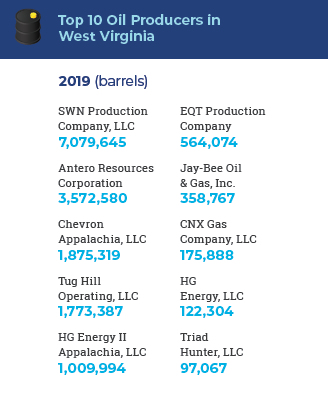 Top 10 Oil Producers in
West Virginia
2019 (barrels)
SWN Production
Company, LLC
7,079,645
Antero Resources
Corporation
3,572,580
Chevron
Appalachia, LLC
1,875,319
Tug Hill
Operating, LLC
1,773,387
HG Energy II
Appalachia, LLC
1,009,994
EQT Production
Company
564,074
Jay-Bee Oil
& Gas, Inc.
358,767
CNX Gas
Company, LLC
175,888
HG
Energy, LLC
122,304
Triad
Hunter, LLC
97,067